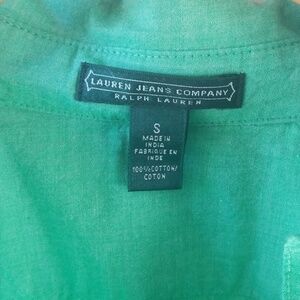 LAUREN JEANS COMPANY
RALPH LAUREN
S
MADE IN
INDIA
FABRIQUE EN
INDE
100% COTTON/
COTON